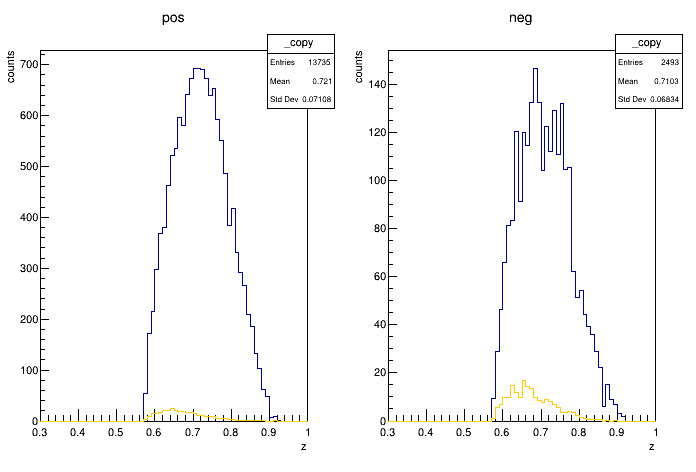 pos
counts
_copy
Entries 13735
Mean 0.721
Std Dev 0.07108
700
600
500
400
300
200
100
0
0.3 0.4 0.5 0.6 0.7 0.8 0.9 1
z
neg
counts
_copy
Entries 2493
Mean 0.7103
Std Dev 0.06834
140
120
100
80
60
40
20
0
0.3 0.4 0.5 0.6 0.7 0.8 0.9 1
z